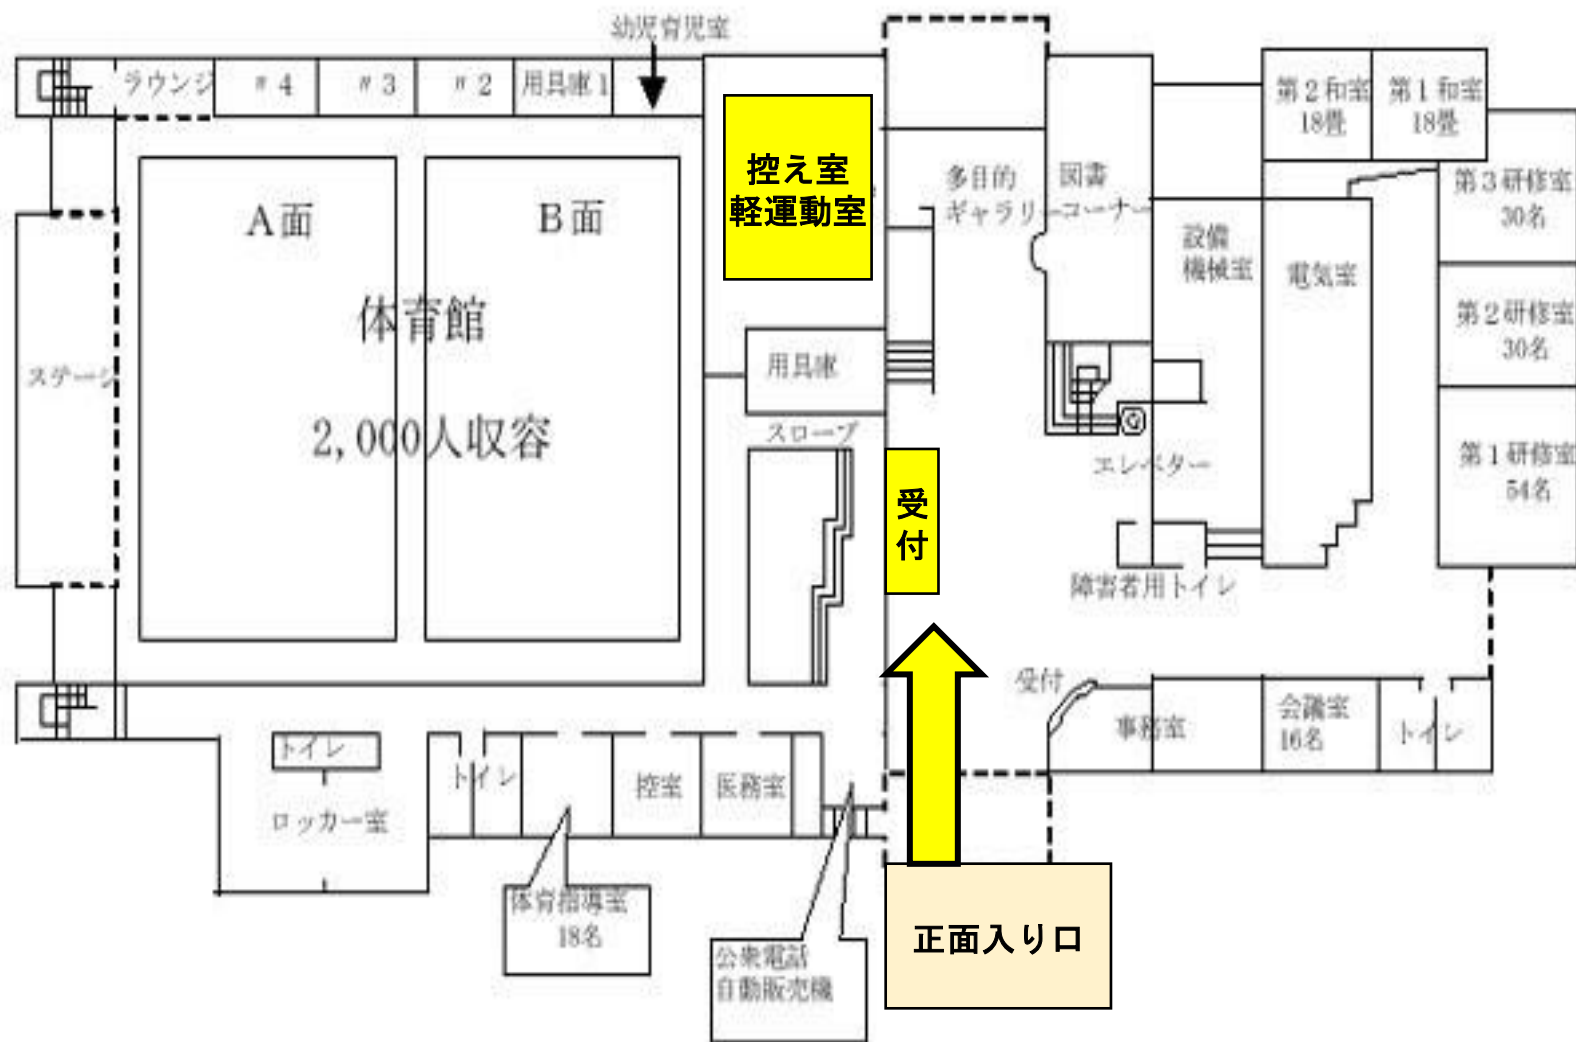 幼児育児室
ラウンジ
〃4
〃3
〃2
用具庫1
控え室
軽運動室
多目的
ギャラリー
図書
コーナー
第2和室
18畳
第1和室
18畳
第3研修室
30名
設備
機械室
電気室
第2研修室
30名
第1研修室
54名
A面
B面
体育館
2,000人収容
ステージ
用具庫
スロープ
受
付
エレベター
障害者用トイレ
受付
事務室
会議室
16名
トイレ
トイレ
ロッカー室
トイレ
控室
医務室
体育指導室
18名
公衆電話
自動販売機
正面入り口